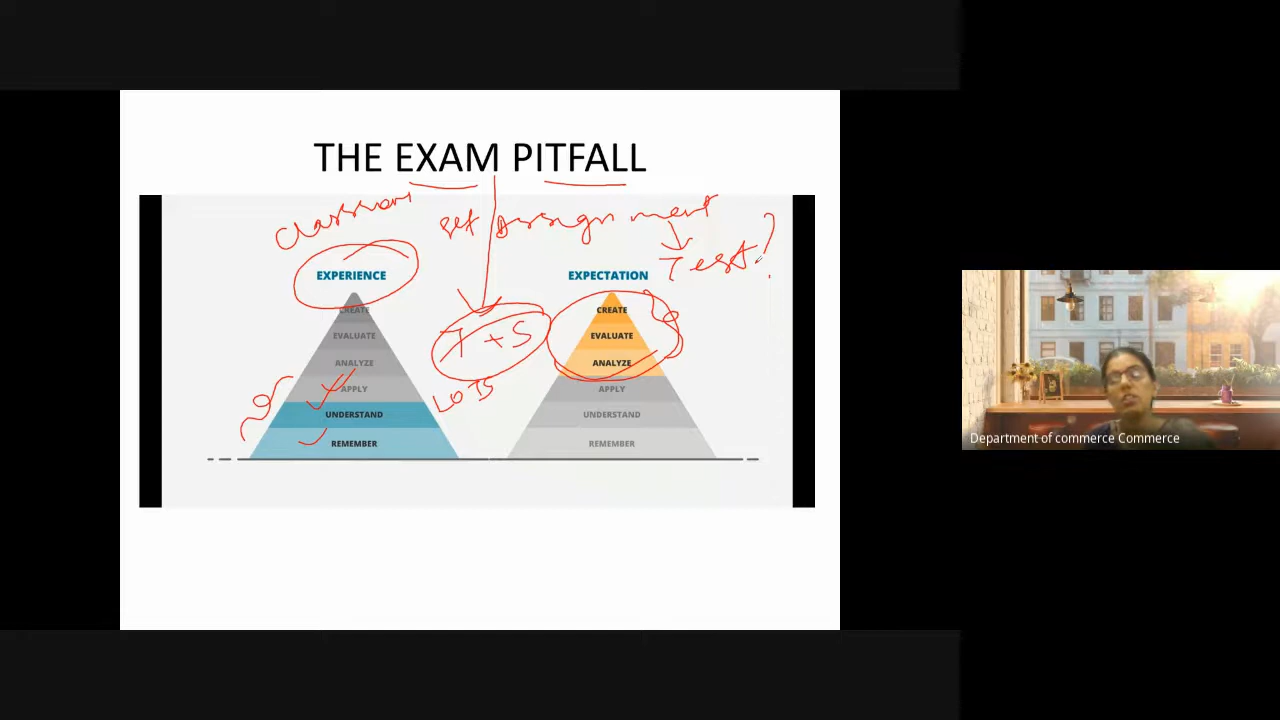 THE EXAM PITFALL
classroom
set Assignment
Test?
EXPERIENCE
EXPECTATION
CREATE
EVALUATE
ANALYZE
APPLY
UNDERSTAND
REMEMBER
T + S
LOTS
CREATE
EVALUATE
ANALYZE
APPLY
UNDERSTAND
REMEMBER
Department of commerce Commerce